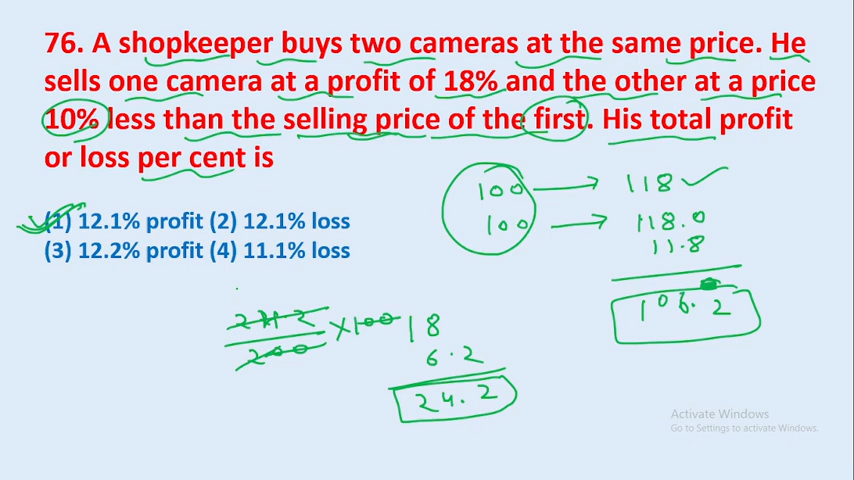 76. A shopkeeper buys two cameras at the same price. He
sells one camera at a profit of 18% and the other at a price
10% less than the selling price of the first. His total profit
or loss per cent is
(1) 12.1% profit (2) 12.1% loss
(3) 12.2% profit (4) 11.1% loss
100 → 118 ✓
100 → 118.0
11.8
106.2
×100
200
18
6.2
24.2
Activate Windows
Go to Settings to activate Windows.